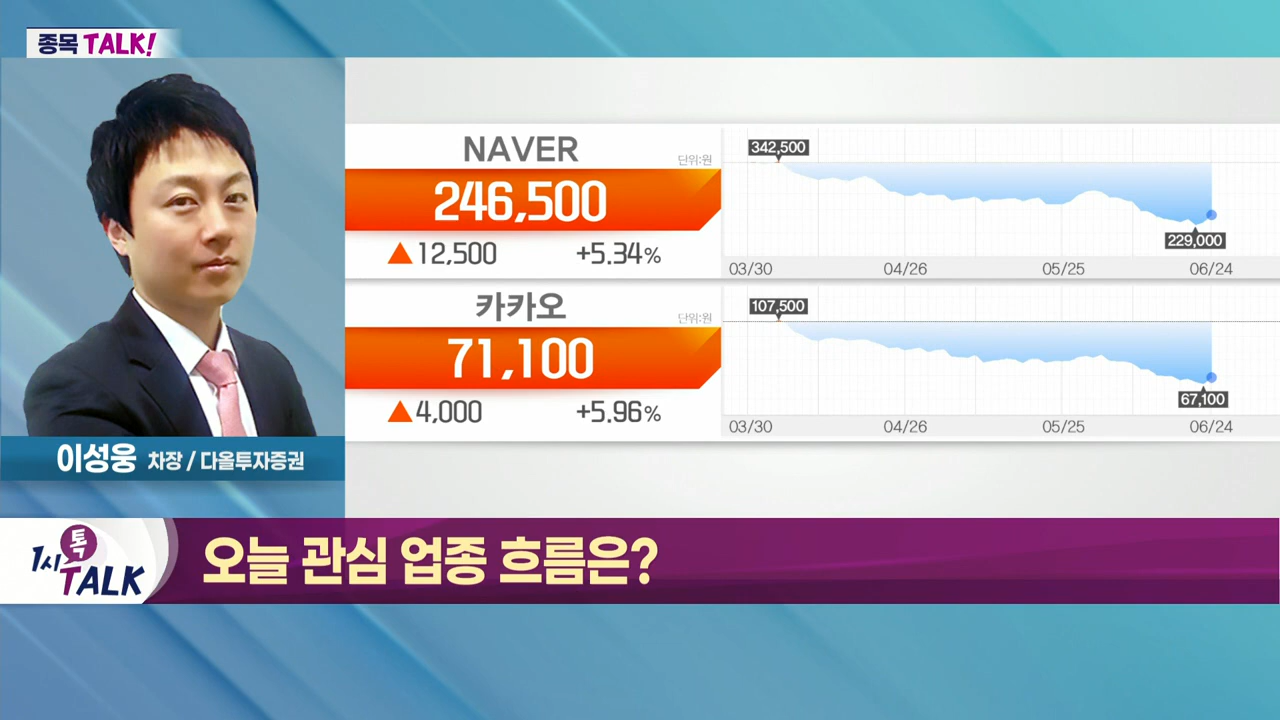 종목 TALK!
NAVER
단위:원
246,500
▲12,500 +5.34%
342,500
229,000
03/30 04/26 05/25 06/24
카카오
단위:원
71,100
▲4,000 +5.96%
107,500
67,100
03/30 04/26 05/25 06/24
이성웅 차장 / 다올투자증권
1시 톡 TALK
오늘 관심 업종 흐름은?